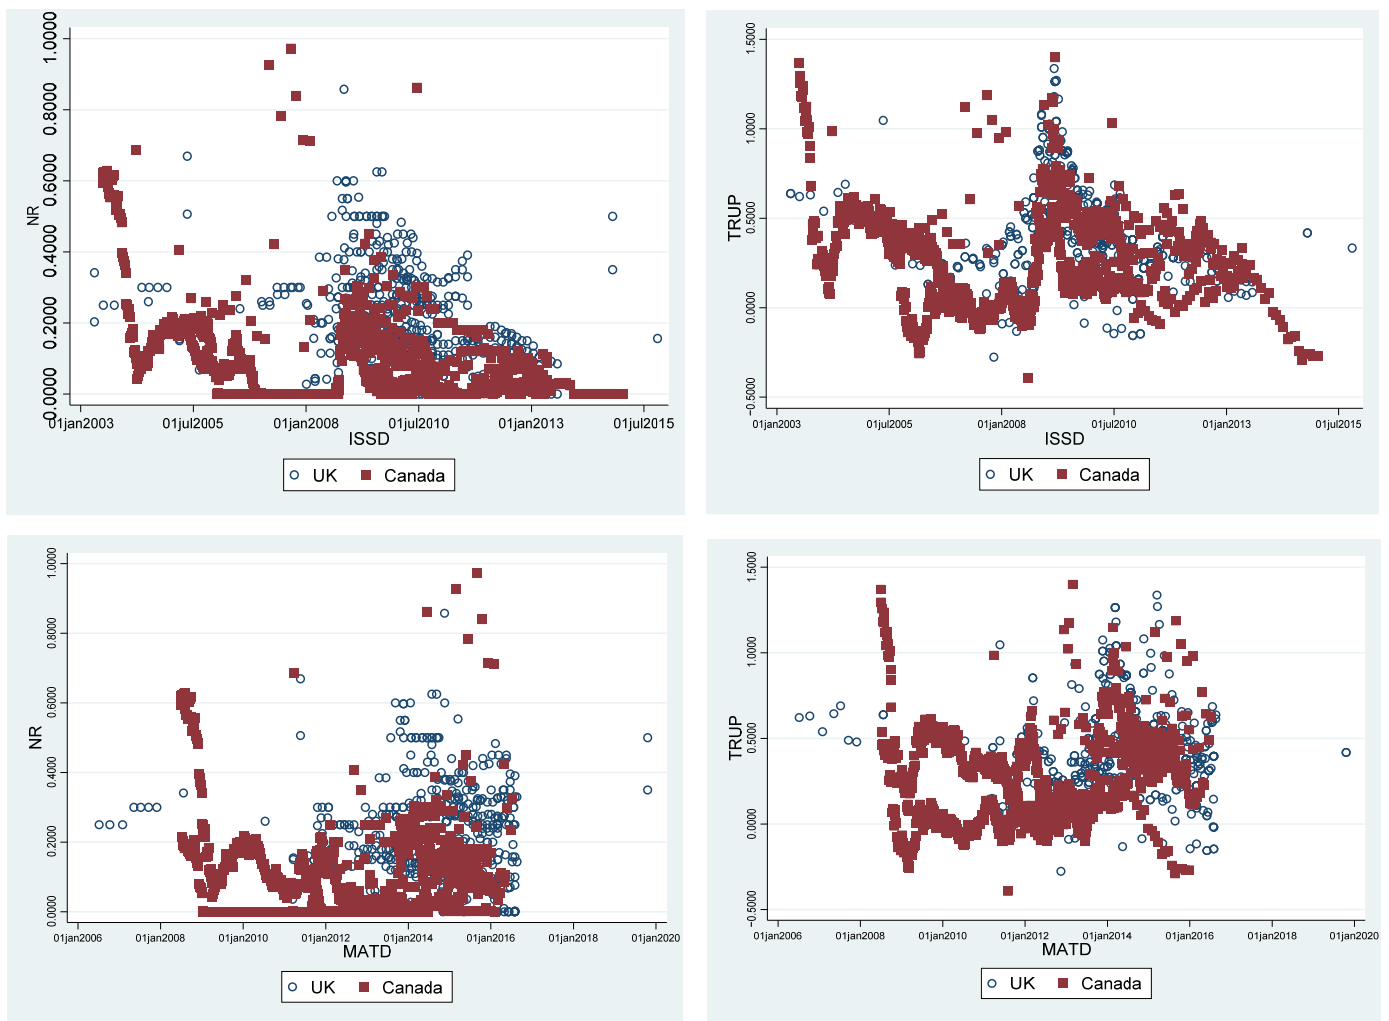 NR
1.0000
0.8000
0.6000
0.4000
0.2000
0.0000
01jan2003 01jul2005 01jan2008 01jul2010 01jan2013 01jul2015
ISSD
UK Canada
TRUP
1.5000
1.0000
0.5000
0.0000
-0.5000
01jan2003 01jul2005 01jan2008 01jul2010 01jan2013 01jul2015
ISSD
UK Canada
NR
1.0000
0.8000
0.6000
0.4000
0.2000
0.0000
01jan2006 01jan2008 01jan2010 01jan2012 01jan2014 01jan2016 01jan2018 01jan2020
MATD
UK Canada
TRUP
1.5000
1.0000
0.5000
0.0000
-0.5000
01jan2006 01jan2008 01jan2010 01jan2012 01jan2014 01jan2016 01jan2018 01jan2020
MATD
UK Canada